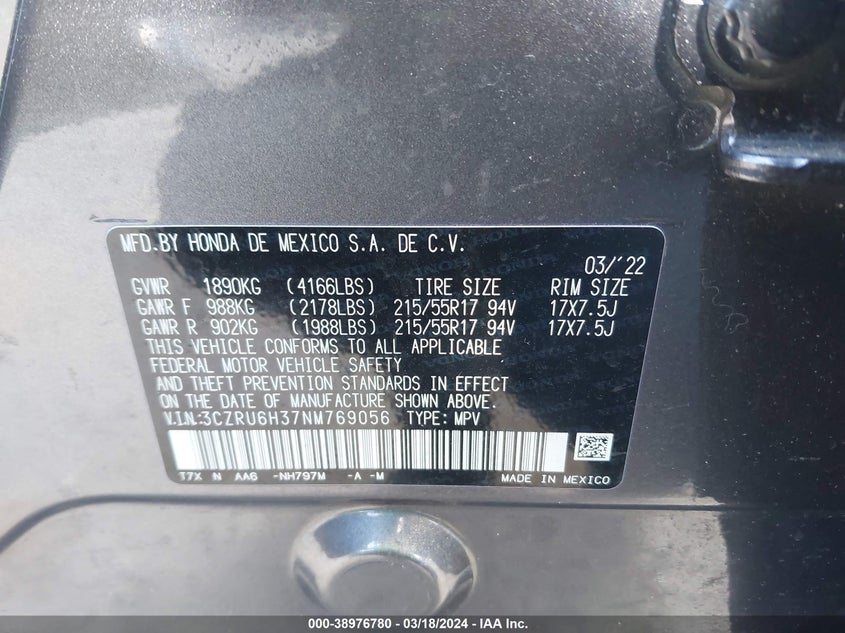 MFD.BY HONDA DE MEXICO S.A. DE C.V.
03/'22
GVWR 1890KG (4166LBS) TIRE SIZE RIM SIZE
GAWR F 988KG (2178LBS) 215/55R17 94V 17X7.5J
GAWR R 902KG (1988LBS) 215/55R17 94V 17X7.5J
THIS VEHICLE CONFORMS TO ALL APPLICABLE
FEDERAL MOTOR VEHICLE SAFETY
AND THEFT PREVENTION STANDARDS IN EFFECT
ON THE DATE OF MANUFACTURE SHOWN ABOVE.
V.I.N.:3CZRU6H37NM769056 TYPE: MPV
T7X N AA6 -NH797M -A -M MADE IN MEXICO
000-38976780 - 03/18/2024 - IAA Inc.